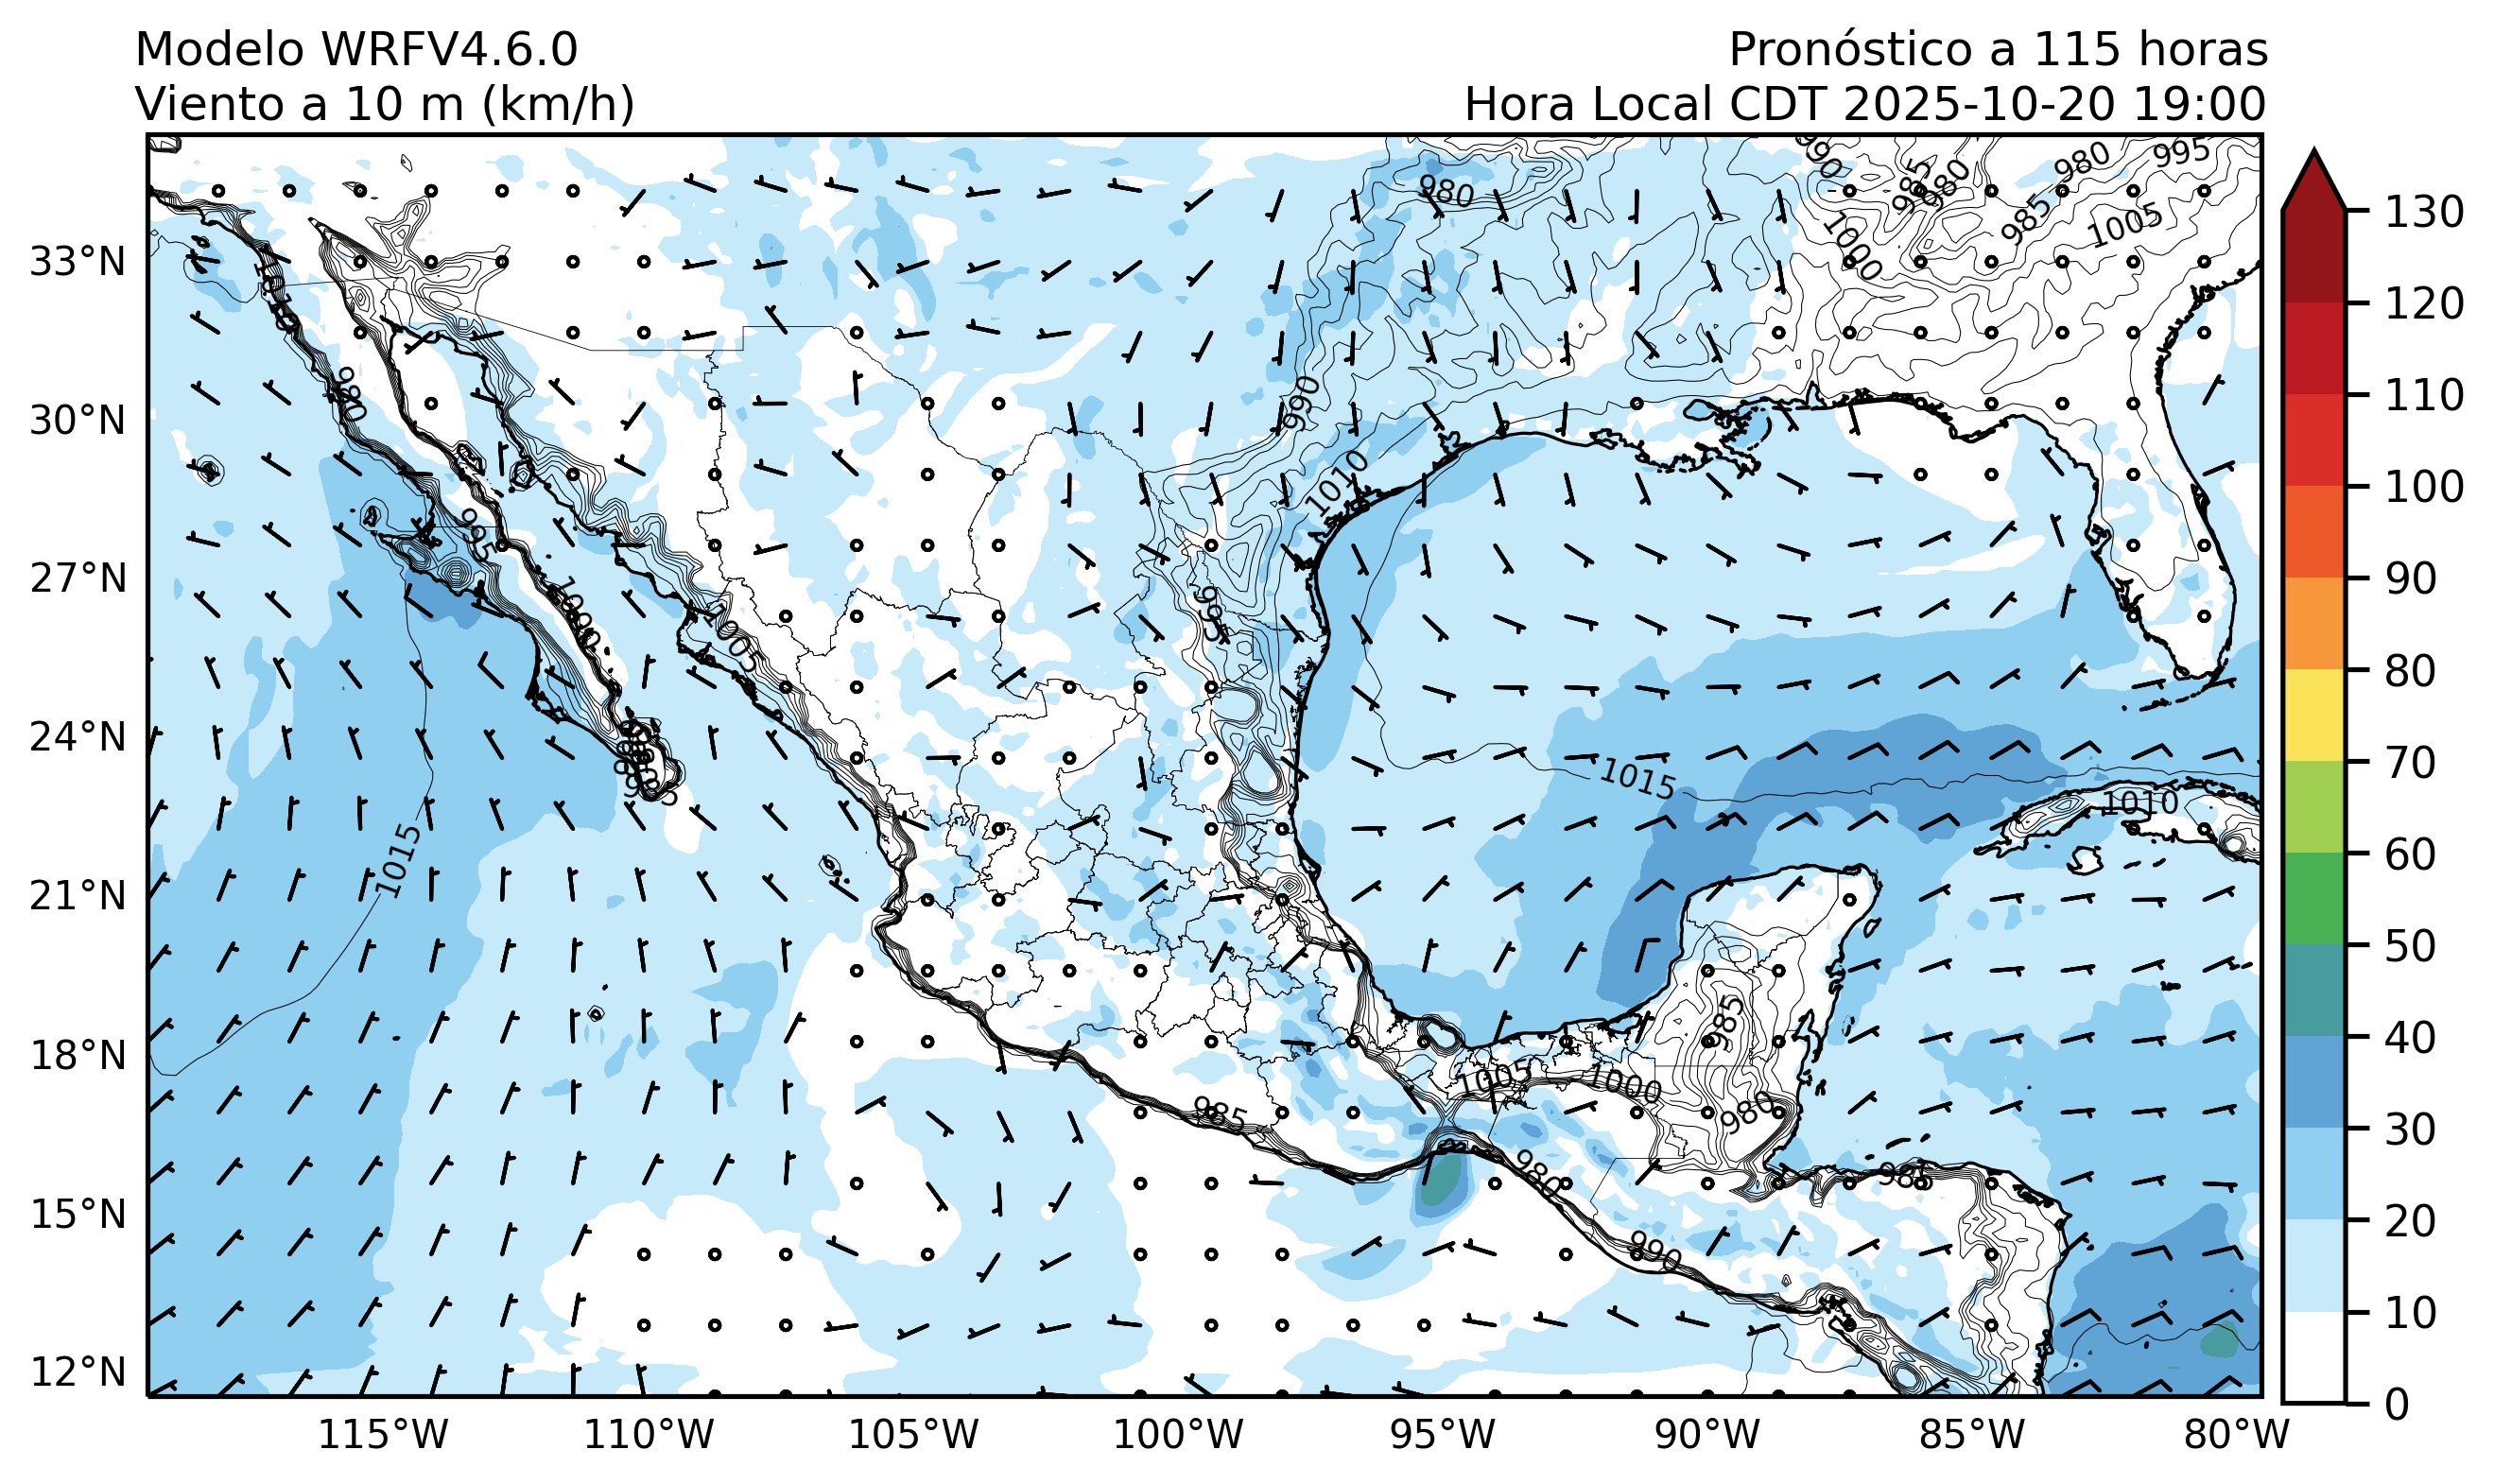 Modelo WRFV4.6.0
Viento a 10 m (km/h)
Pronóstico a 115 horas
Hora Local CDT 2025-10-20 19:00
33°N
30°N
27°N
24°N
21°N
18°N
15°N
12°N
115°W
110°W
105°W
100°W
95°W
90°W
85°W
80°W
130
120
110
100
90
80
70
60
50
40
30
20
10
0
990
980
985
980
980
995
985
1005
1000
980
990
1010
995
995
1000
1005
1015
1015
1010
985
1005
1000
985
980
980
985
990